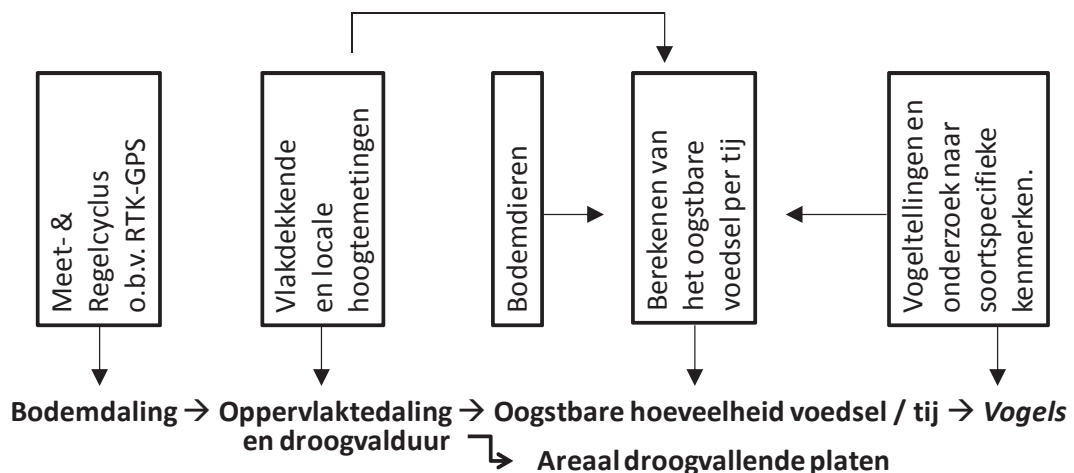 Meet- &
Regelcyclus
o.b.v. RTK-GPS
Vlakdekkende
en locale
hoogtemetingen
Bodemdieren
Berekenen van
het oogstbare
voedsel per tij
Vogeltellingen en
onderzoek naar
soortspecifieke
kenmerken.
Bodemdaling → Oppervlaktedaling → Oogstbare hoeveelheid voedsel / tij → Vogels
en droogvalduur
Areaal droogvallende platen